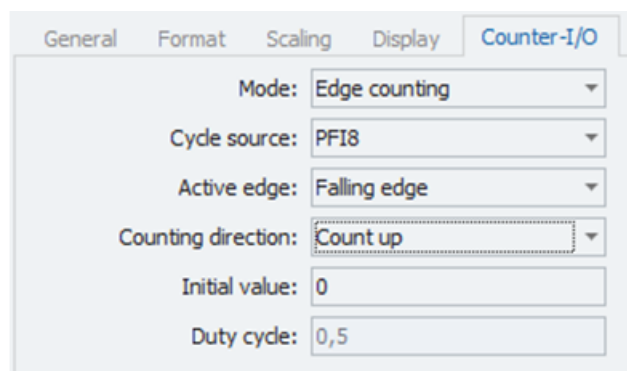 General Format Scaling Display Counter-I/O
Mode: Edge counting
Cycle source: PFI8
Active edge: Falling edge
Counting direction: Count up
Initial value: 0
Duty cycle: 0,5